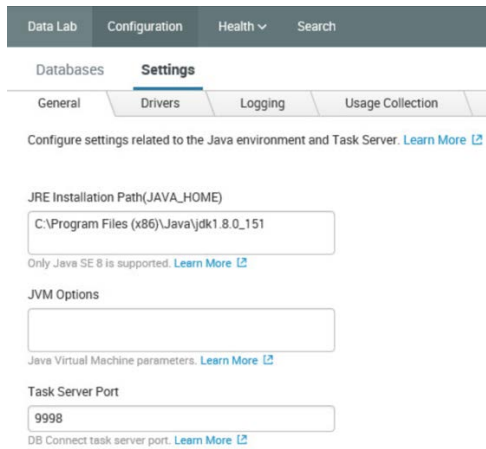 Data Lab Configuration Health Search
Databases Settings
General Drivers Logging Usage Collection
Configure settings related to the Java environment and Task Server. Learn More
JRE Installation Path(JAVA_HOME)
C:\Program Files (x86)\Java\jdk1.8.0_151
Only Java SE 8 is supported. Learn More
JVM Options
Java Virtual Machine parameters. Learn More
Task Server Port
9998
DB Connect task server port. Learn More